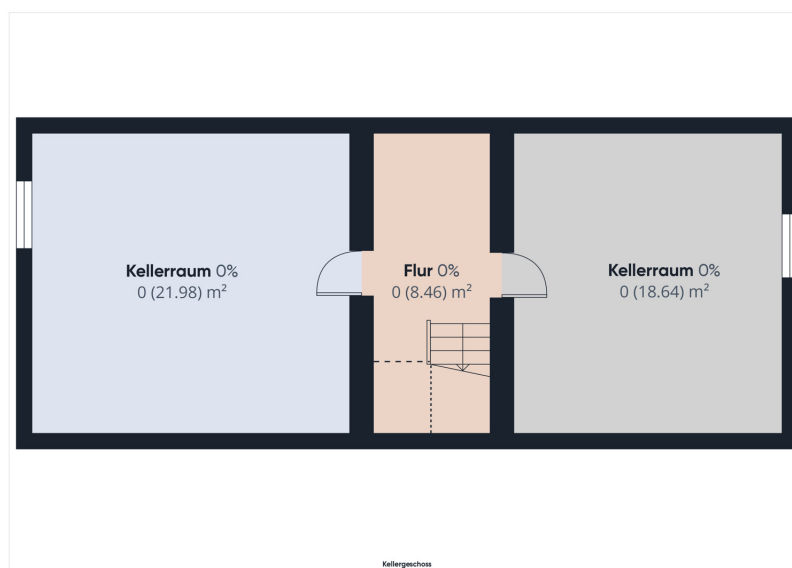 Kellerraum 0%
0 (21.98) m²
Flur 0%
0 (8.46) m²
Kellerraum 0%
0 (18.64) m²
Kellergeschoss